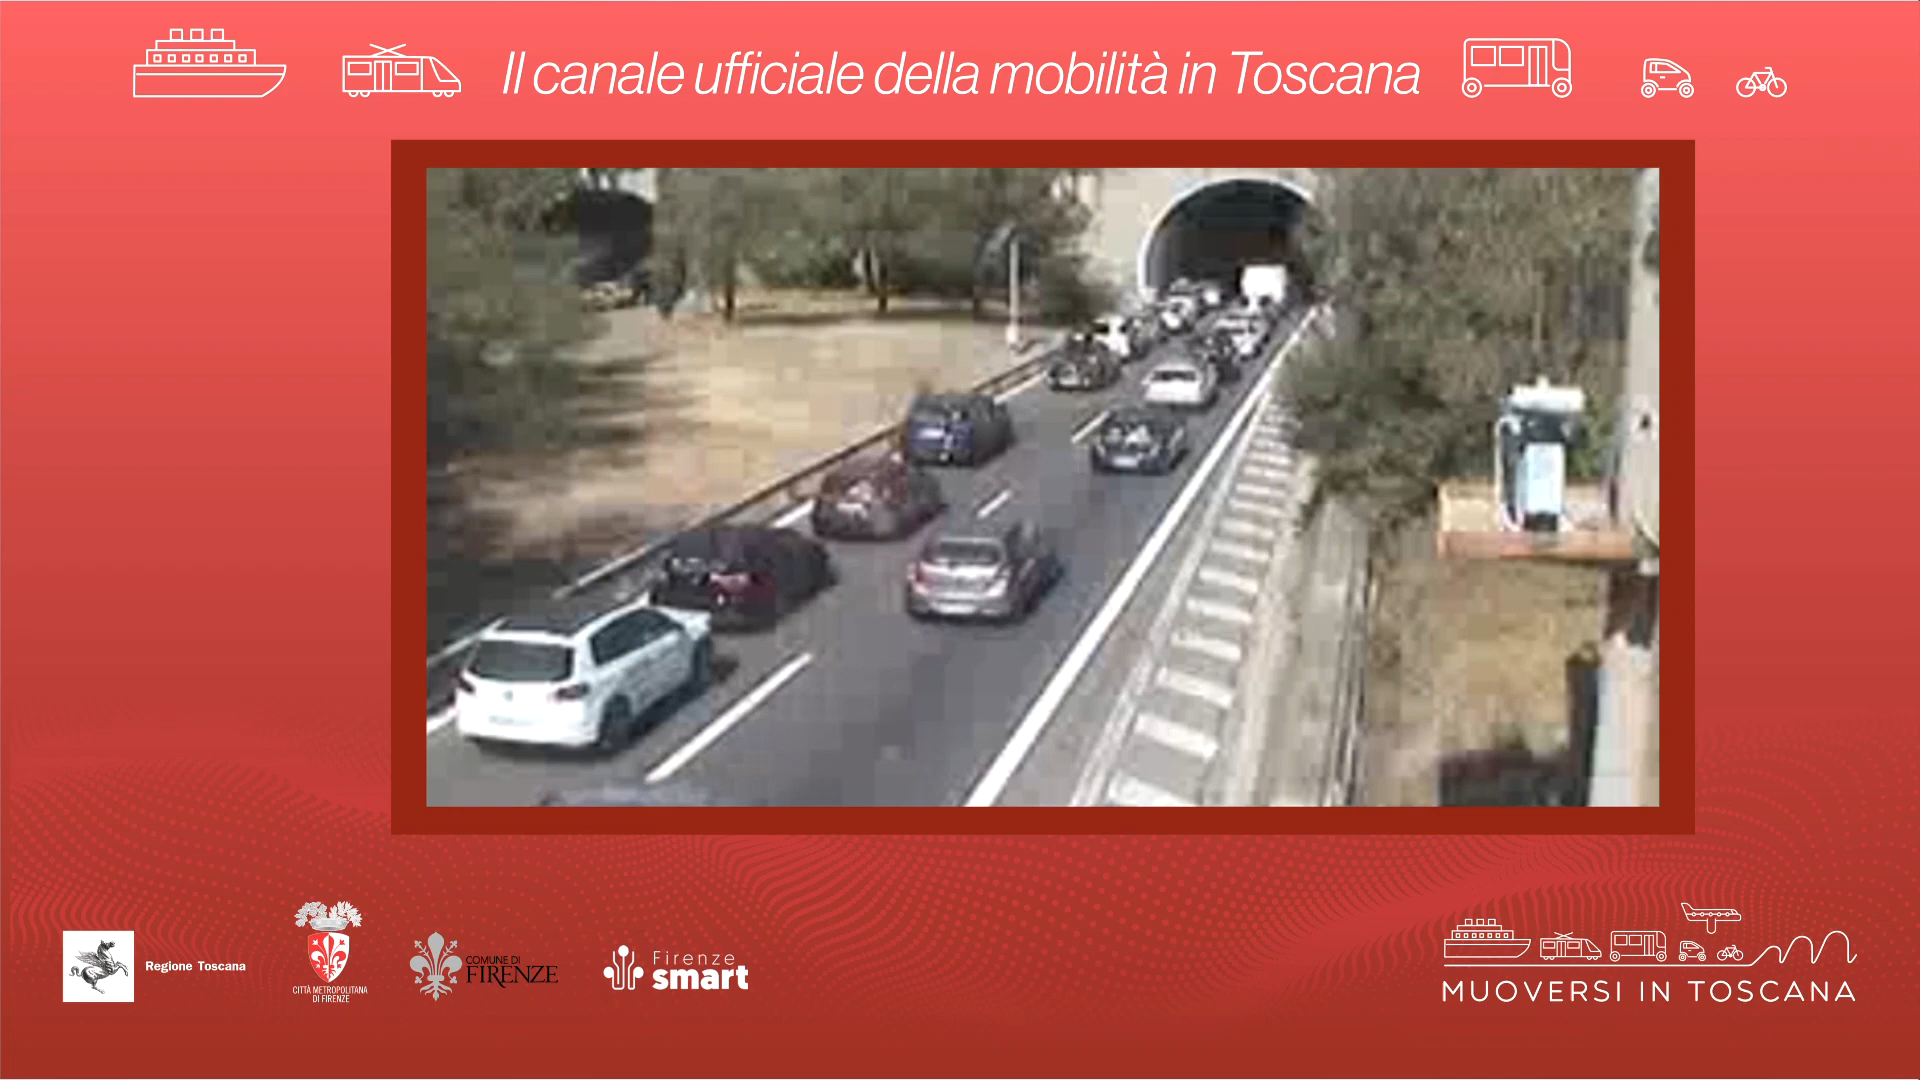 Il canale ufficiale della mobilità in Toscana
Regione Toscana
CITTÀ METROPOLITANA
DI FIRENZE
COMUNE DI
FIRENZE
Firenze
smart
MUOVERSI IN TOSCANA